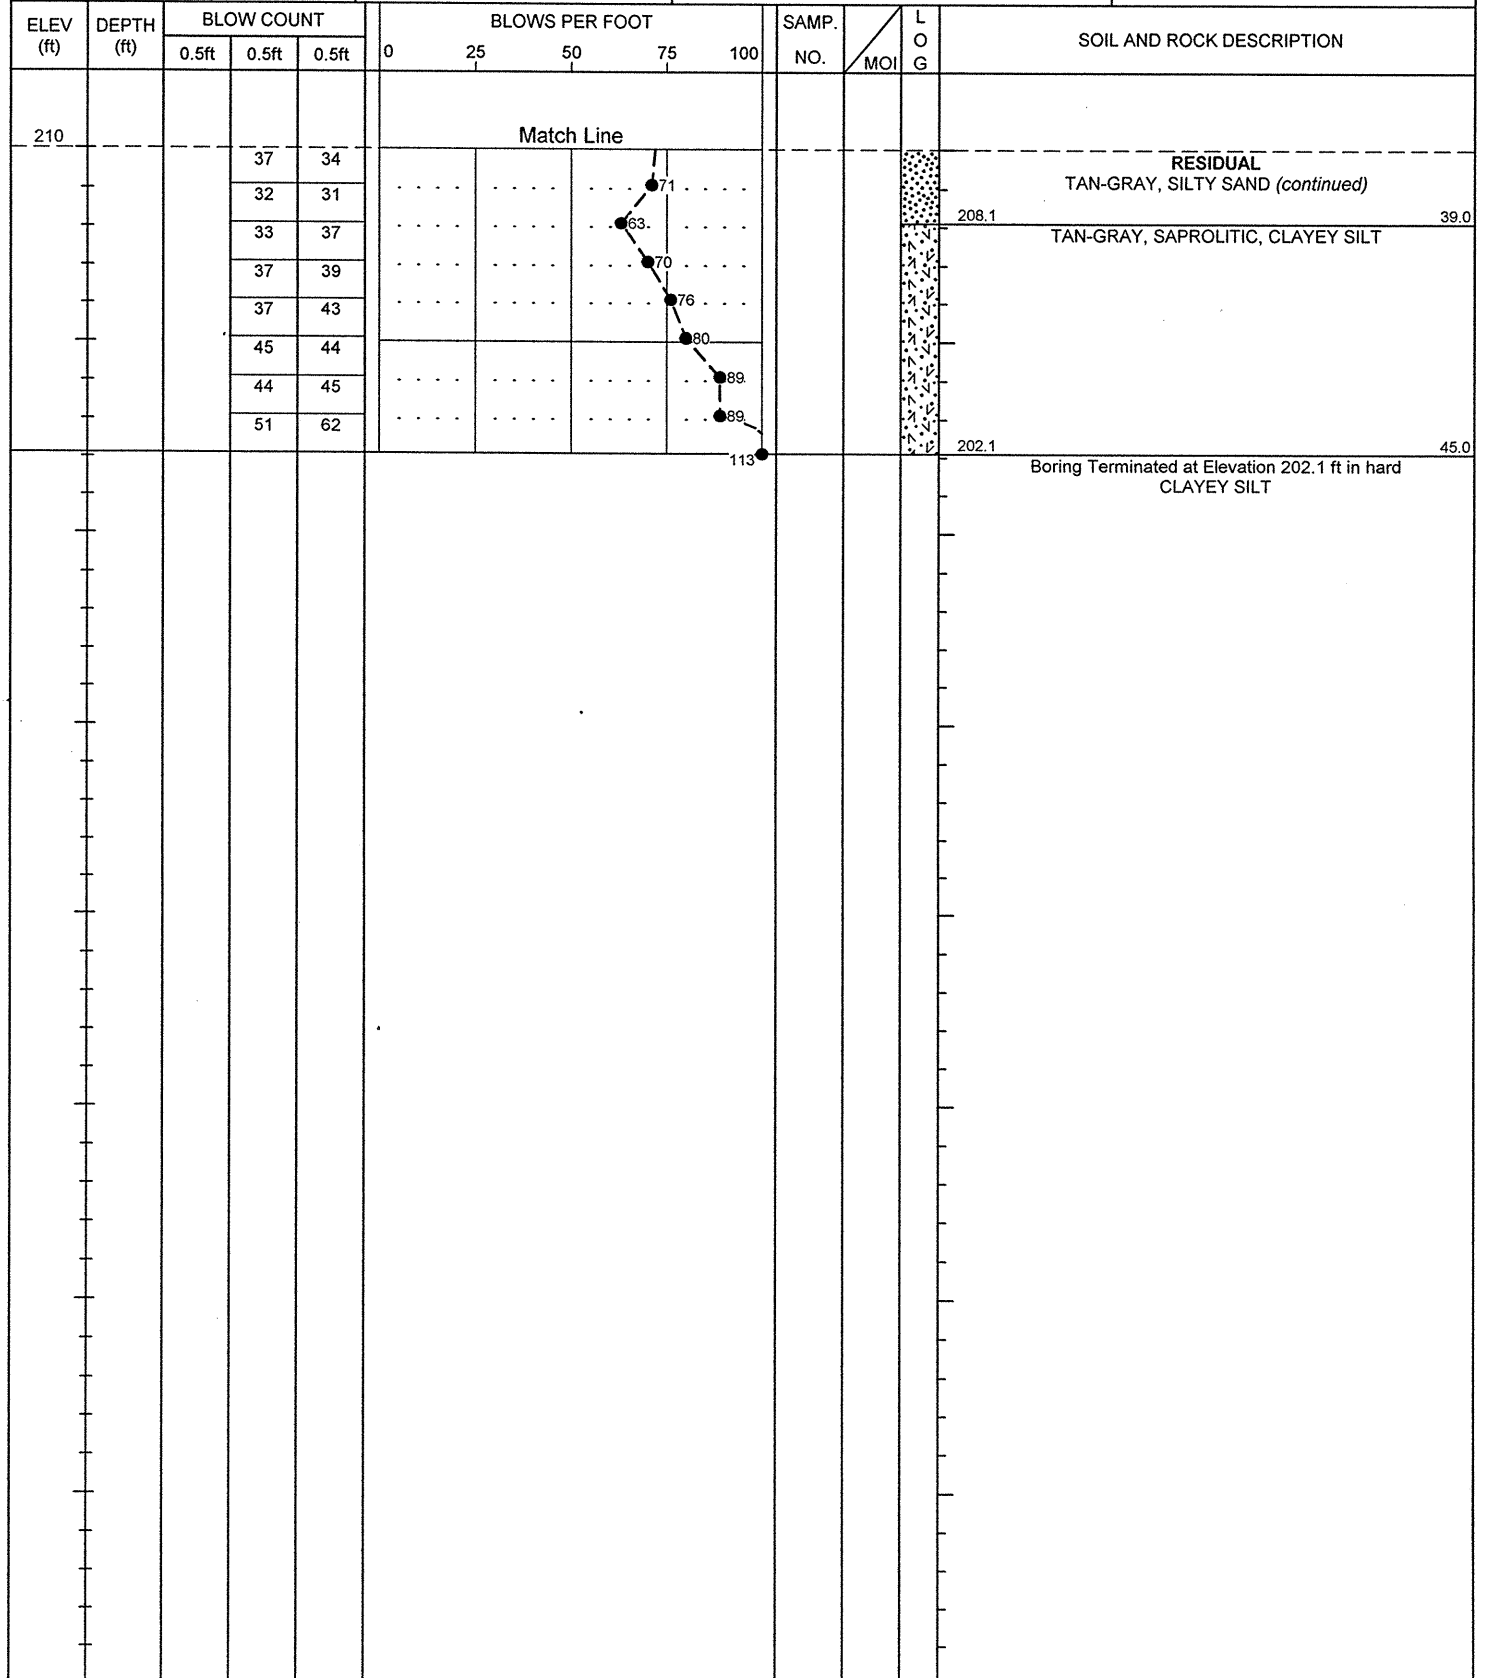 ELEV (ft) DEPTH (ft) BLOW COUNT BLOWS PER FOOT SAMP. NO. MOI LOG SOIL AND ROCK DESCRIPTION
0.5ft 0.5ft 0.5ft 0 25 50 75 100
210 Match Line
37 34 RESIDUAL
71 TAN-GRAY, SILTY SAND (continued)
32 31
63 208.1 39.0
33 37 TAN-GRAY, SAPROLITIC, CLAYEY SILT
70
37 39
76
37 43
80
45 44
89
44 45
89
51 62
202.1 45.0
113
Boring Terminated at Elevation 202.1 ft in hard
CLAYEY SILT